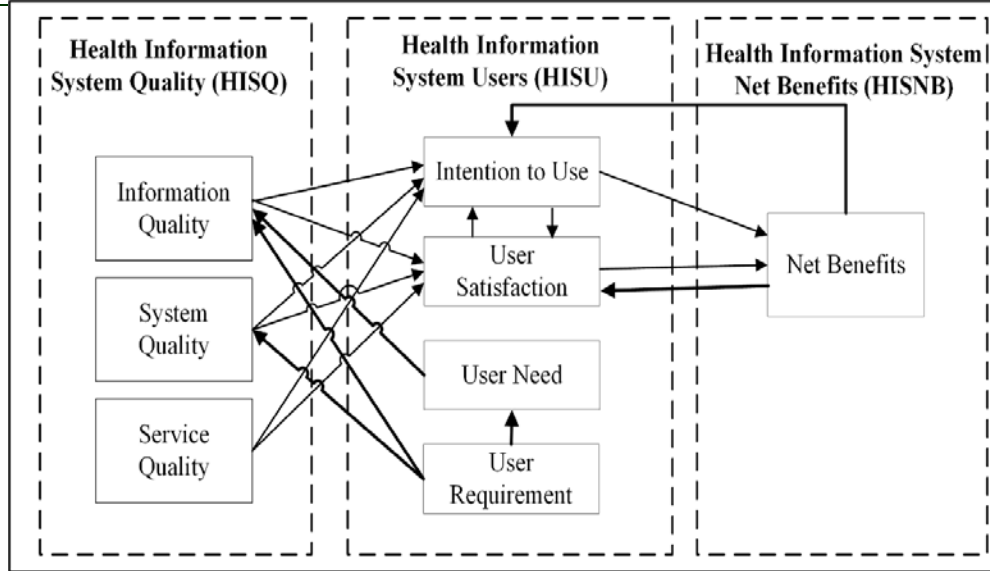 Health Information
System Quality (HISQ)
Information
Quality
System
Quality
Service
Quality
Health Information
System Users (HISU)
Intention to Use
User
Satisfaction
User Need
User
Requirement
Health Information System
Net Benefits (HISNB)
Net Benefits